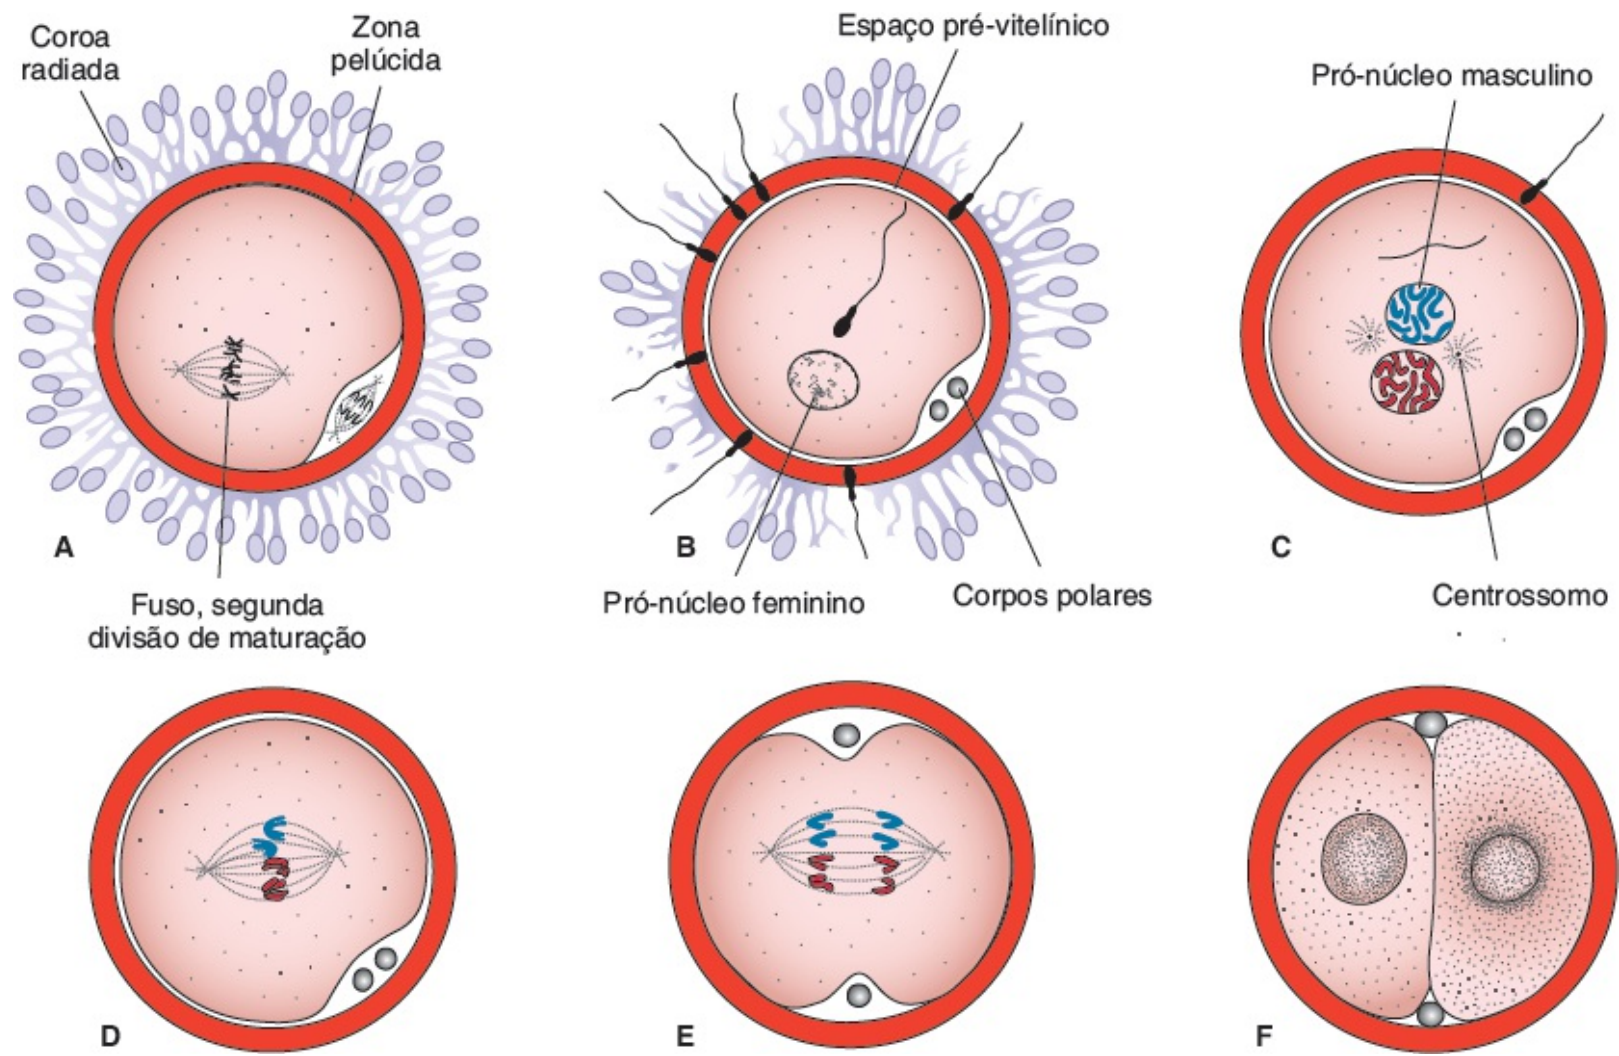 Coroa
radiada
Zona
pelúcida
Espaço pré-vitelínico
Pró-núcleo masculino
A
B
C
Fuso, segunda
divisão de maturação
Pró-núcleo feminino
Corpos polares
Centrossomo
D
E
F